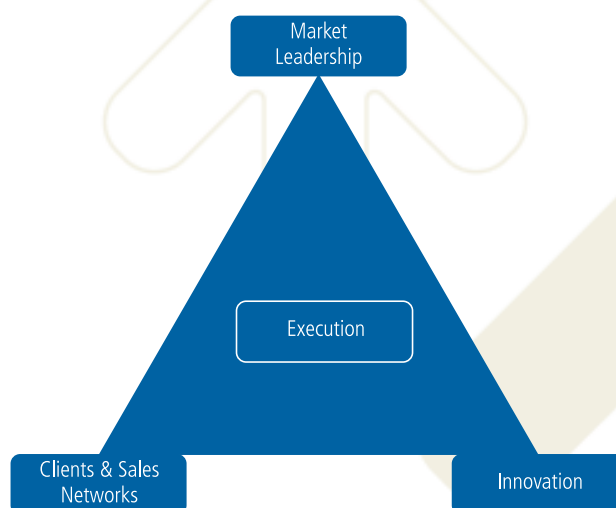 Market
Leadership
Execution
Clients & Sales
Networks
Innovation